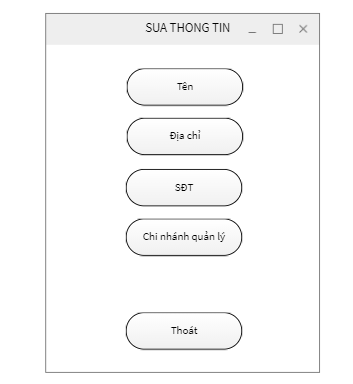 SUA THONG TIN
Tên
Địa chỉ
SĐT
Chi nhánh quản lý
Thoát